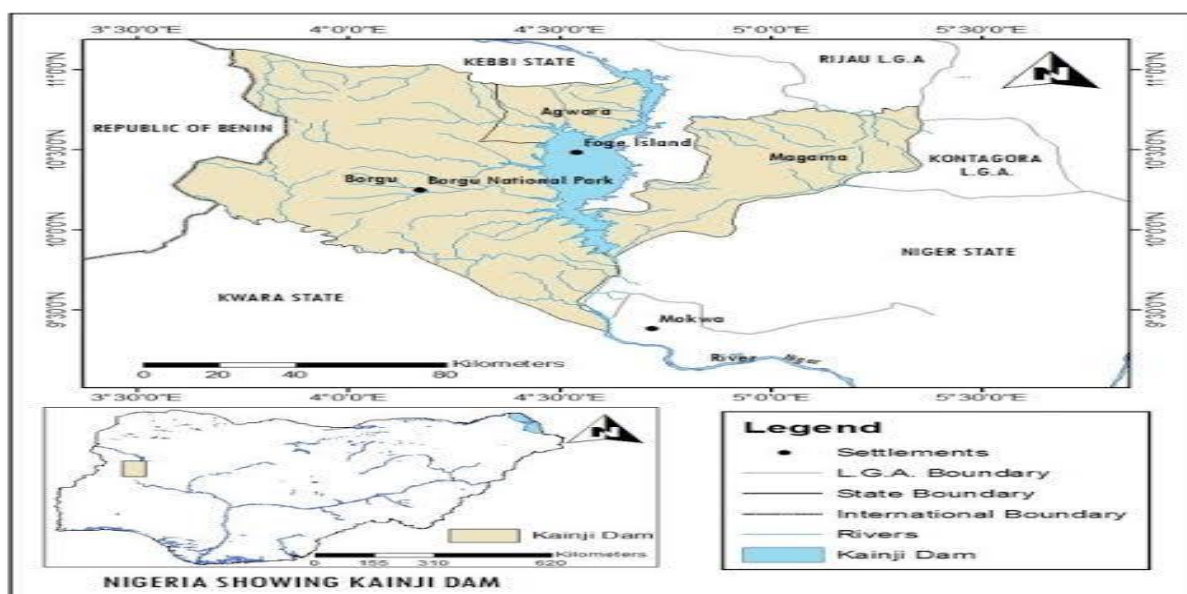 3°30'0"E 4°0'0"E 4°30'0"E 5°0'0"E 5°30'0"E
11°0'0"N
10°30'0"N
10°0'0"N
9°30'0"N
11°0'0"N
10°30'0"N
10°0'0"N
9°30'0"N
KEBBI STATE
RIJAU L.G.A
N
Agwara
REPUBLIC OF BENIN
Foge Island
Magama
KONTAGORA
L.G.A.
Borgu
Borgu National Park
NIGER STATE
KWARA STATE
Mokwa
River
Kilometers
0 20 40 80
3°30'0"E 4°0'0"E 4°30'0"E 5°0'0"E 5°30'0"E
N
Kainji Dam
Kilometers
0 155 310 620
NIGERIA SHOWING KAINJI DAM
Legend
Settlements
L.G.A. Boundary
State Boundary
International Boundary
Rivers
Kainji Dam